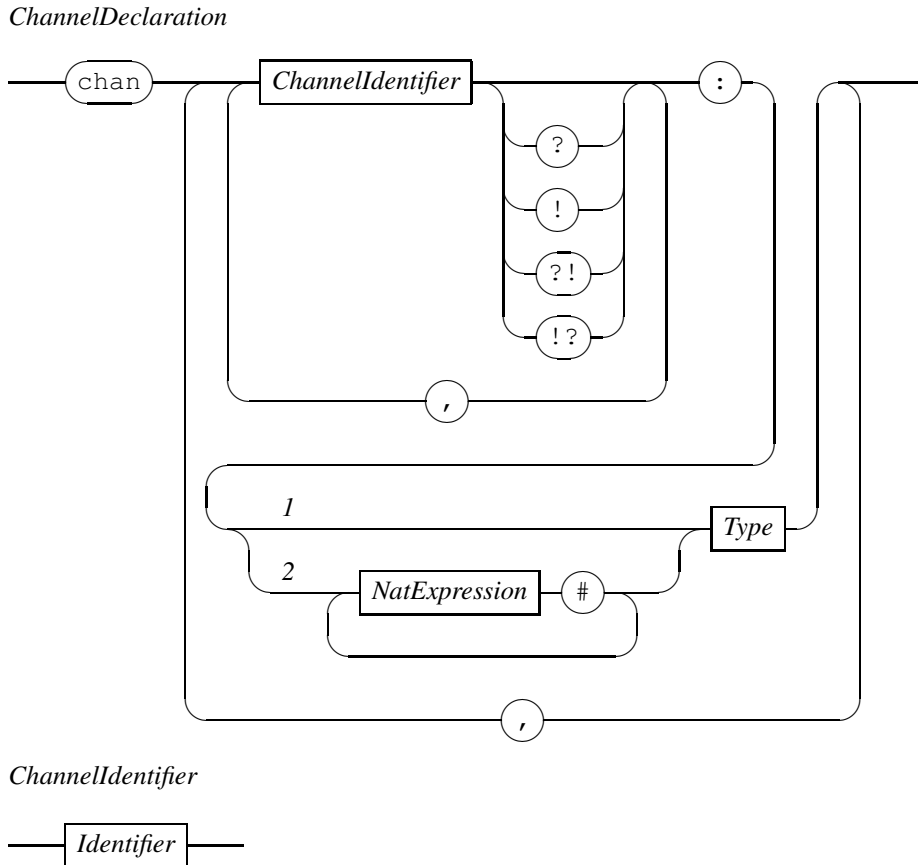 ChannelDeclaration
chan ChannelIdentifier :
?
!
?!
!?
,
1
Type
2
NatExpression #
,
ChannelIdentifier
Identifier